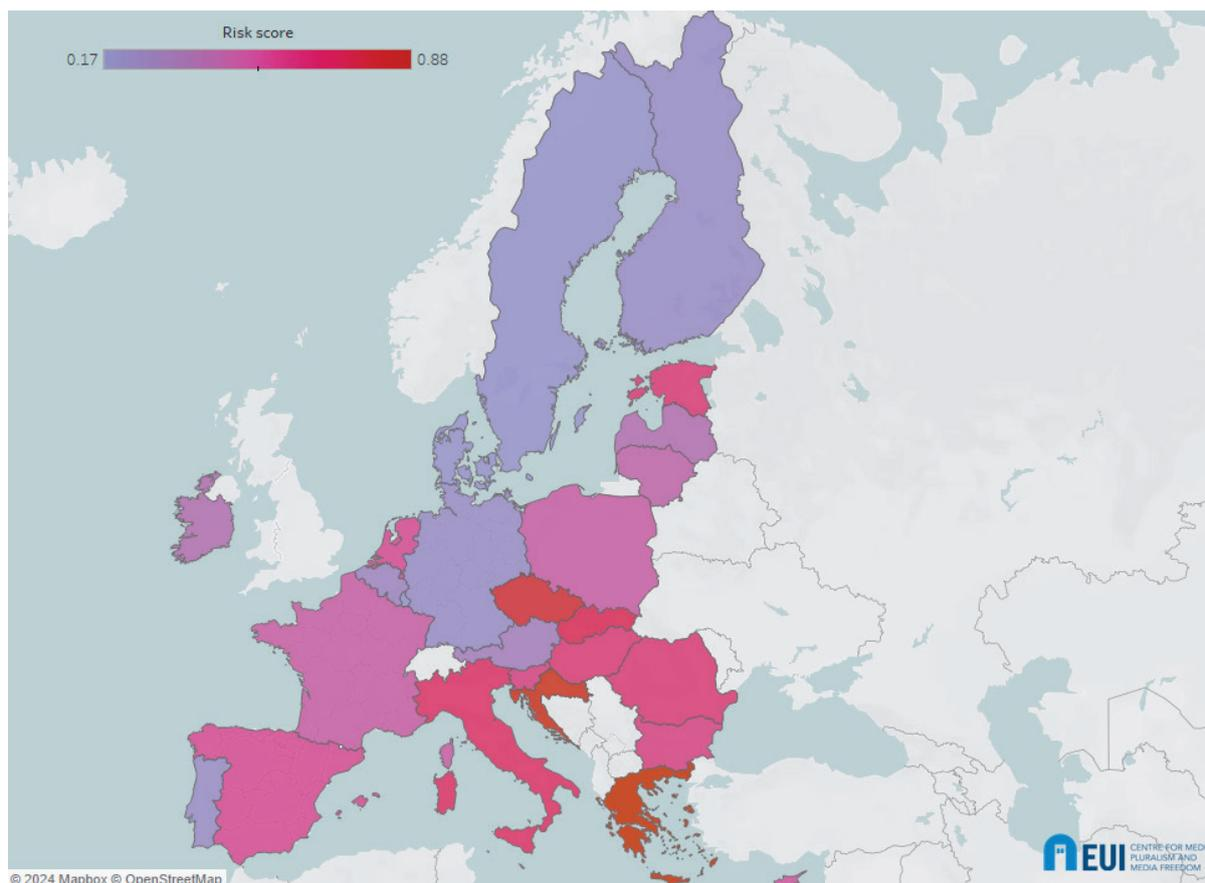 Risk score
0.17
0.88
EUI
CENTRE FOR MED
PLURALISM AND
MEDIA FREEDOM
© 2024 Mapbox © OpenStreetMap